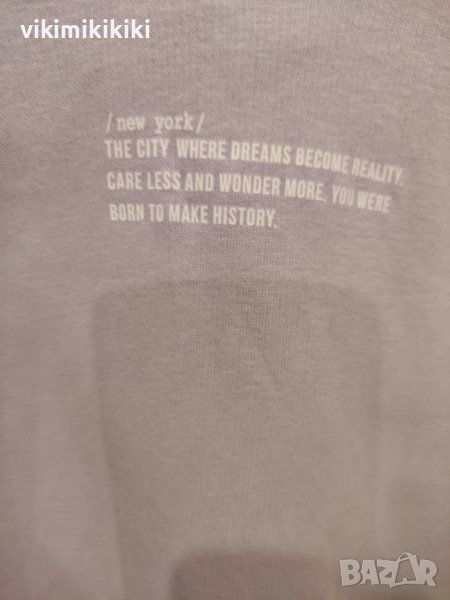 vikimikikiki
/new york/
THE CITY WHERE DREAMS BECOME REALITY.
CARE LESS AND WONDER MORE. YOU WERE
BORN TO MAKE HISTORY.
BAZAR